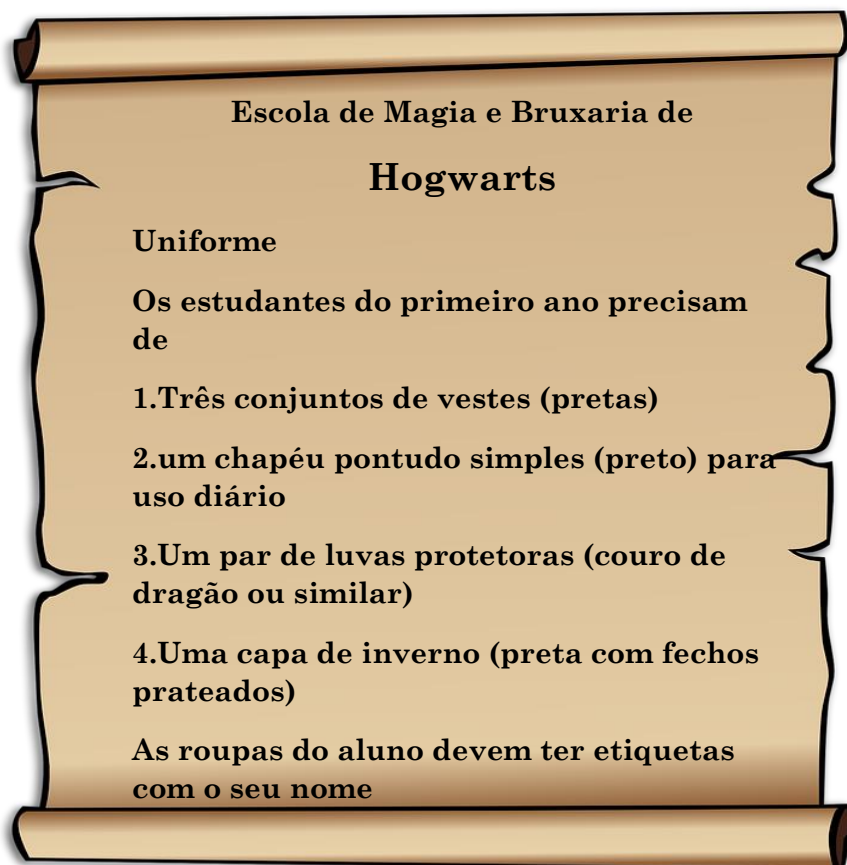 Escola de Magia e Bruxaria de
Hogwarts
Uniforme
Os estudantes do primeiro ano precisam
de
1.Três conjuntos de vestes (pretas)
2.um chapéu pontudo simples (preto) para
uso diário
3.Um par de luvas protetoras (couro de
dragão ou similar)
4.Uma capa de inverno (preta com fechos
prateados)
As roupas do aluno devem ter etiquetas
com o seu nome